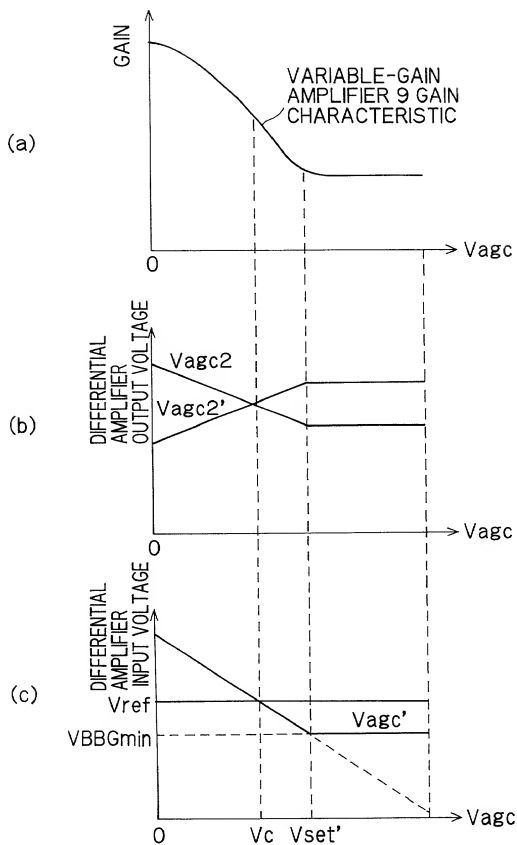 GAIN
VARIABLE-GAIN
AMPLIFIER 9 GAIN
CHARACTERISTIC
(a)
0
Vagc
DIFFERENTIAL
AMPLIFIER
OUTPUT VOLTAGE
Vagc2
Vagc2'
(b)
0
Vagc
DIFFERENTIAL
AMPLIFIER
INPUT VOLTAGE
(c)
Vref
Vagc'
VBBGmin
0
Vc
Vset'
Vagc